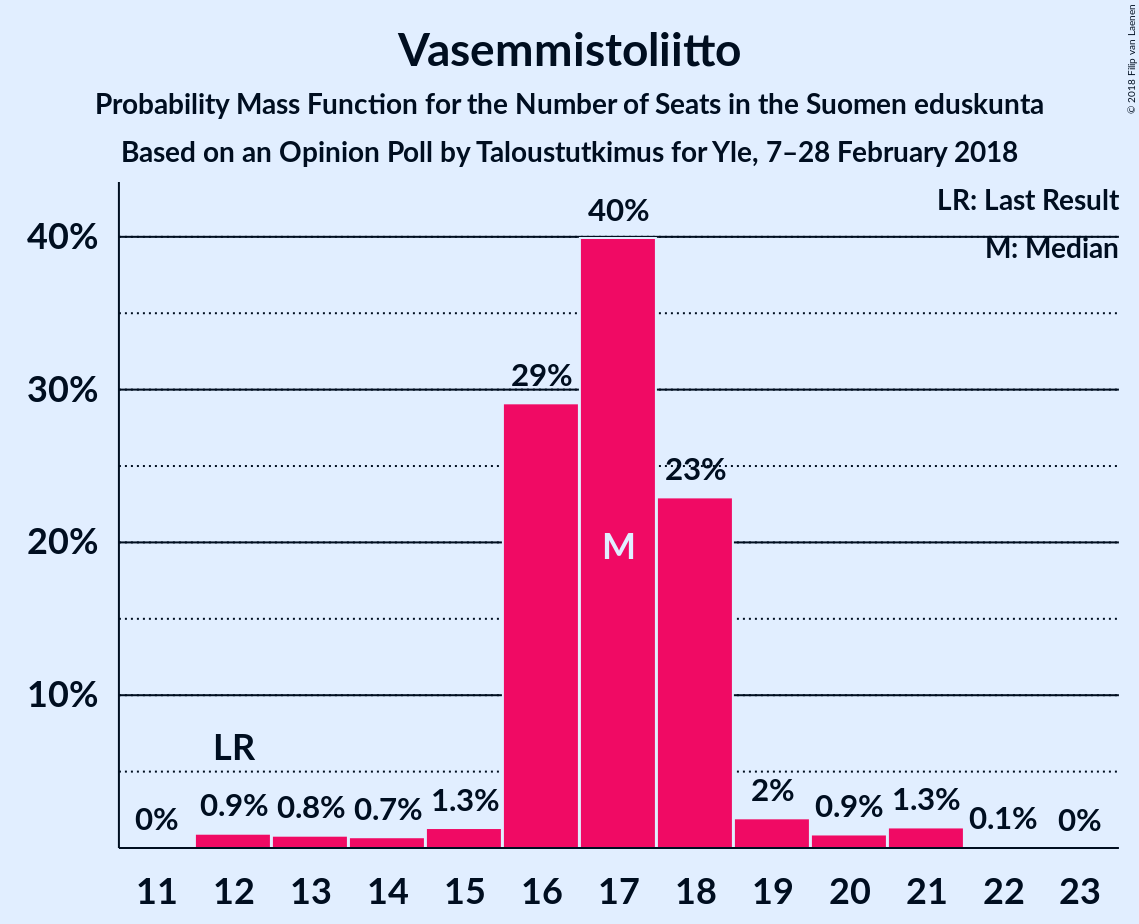 Vasemmistoliitto
Probability Mass Function for the Number of Seats in the Suomen eduskunta
Based on an Opinion Poll by Taloustutkimus for Yle, 7–28 February 2018
© 2018 Filip van Laenen
LR: Last Result
M: Median
40%
30%
20%
10%
0%
LR
0.9%
0.8%
0.7%
1.3%
29%
40%
M
23%
2%
0.9%
1.3%
0.1%
0%
11 12 13 14 15 16 17 18 19 20 21 22 23